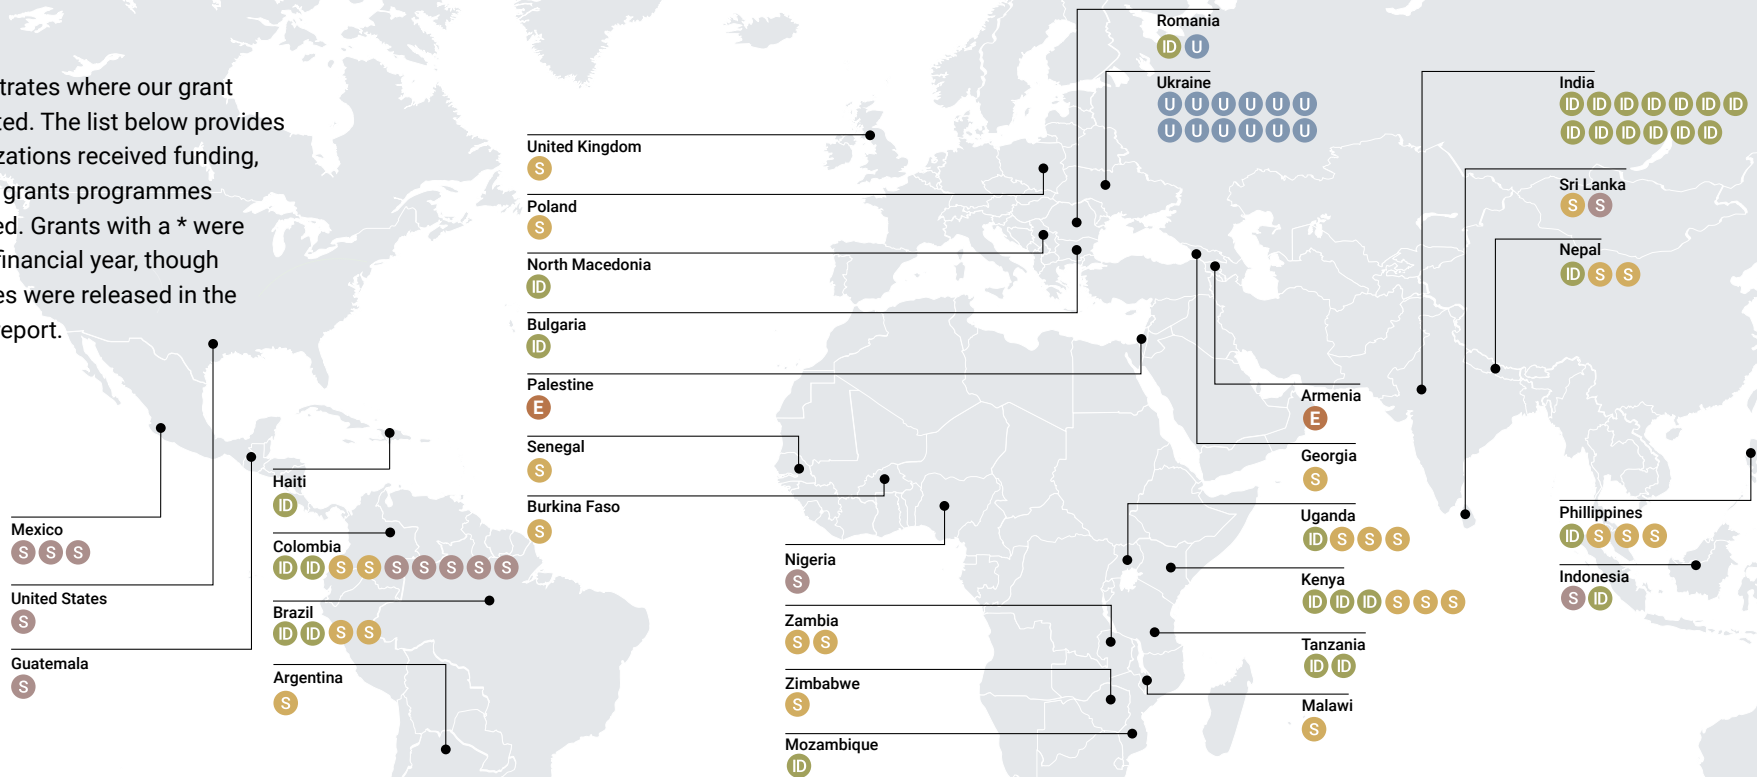 trates where our grant
ted. The list below provides
zations received funding,
grants programmes
ed. Grants with a * were
financial year, though
es were released in the
report.
Mexico
S S S
United States
S
Guatemala
S
Haiti
ID
Colombia
ID ID S S S S S S S
Brazil
ID ID S S
Argentina
S
United Kingdom
S
Poland
S
North Macedonia
ID
Bulgaria
ID
Palestine
E
Senegal
S
Burkina Faso
S
Nigeria
S
Zambia
S S
Zimbabwe
S
Mozambique
ID
Romania
ID U
Ukraine
U U U U U U
U U U U U U
Armenia
E
Georgia
S
Uganda
ID S S S
Kenya
ID ID ID S S S
Tanzania
ID ID
Malawi
S
India
ID ID ID ID ID ID ID
ID ID ID ID ID ID
Sri Lanka
S S
Nepal
ID S S
Phillippines
ID S S S
Indonesia
S ID